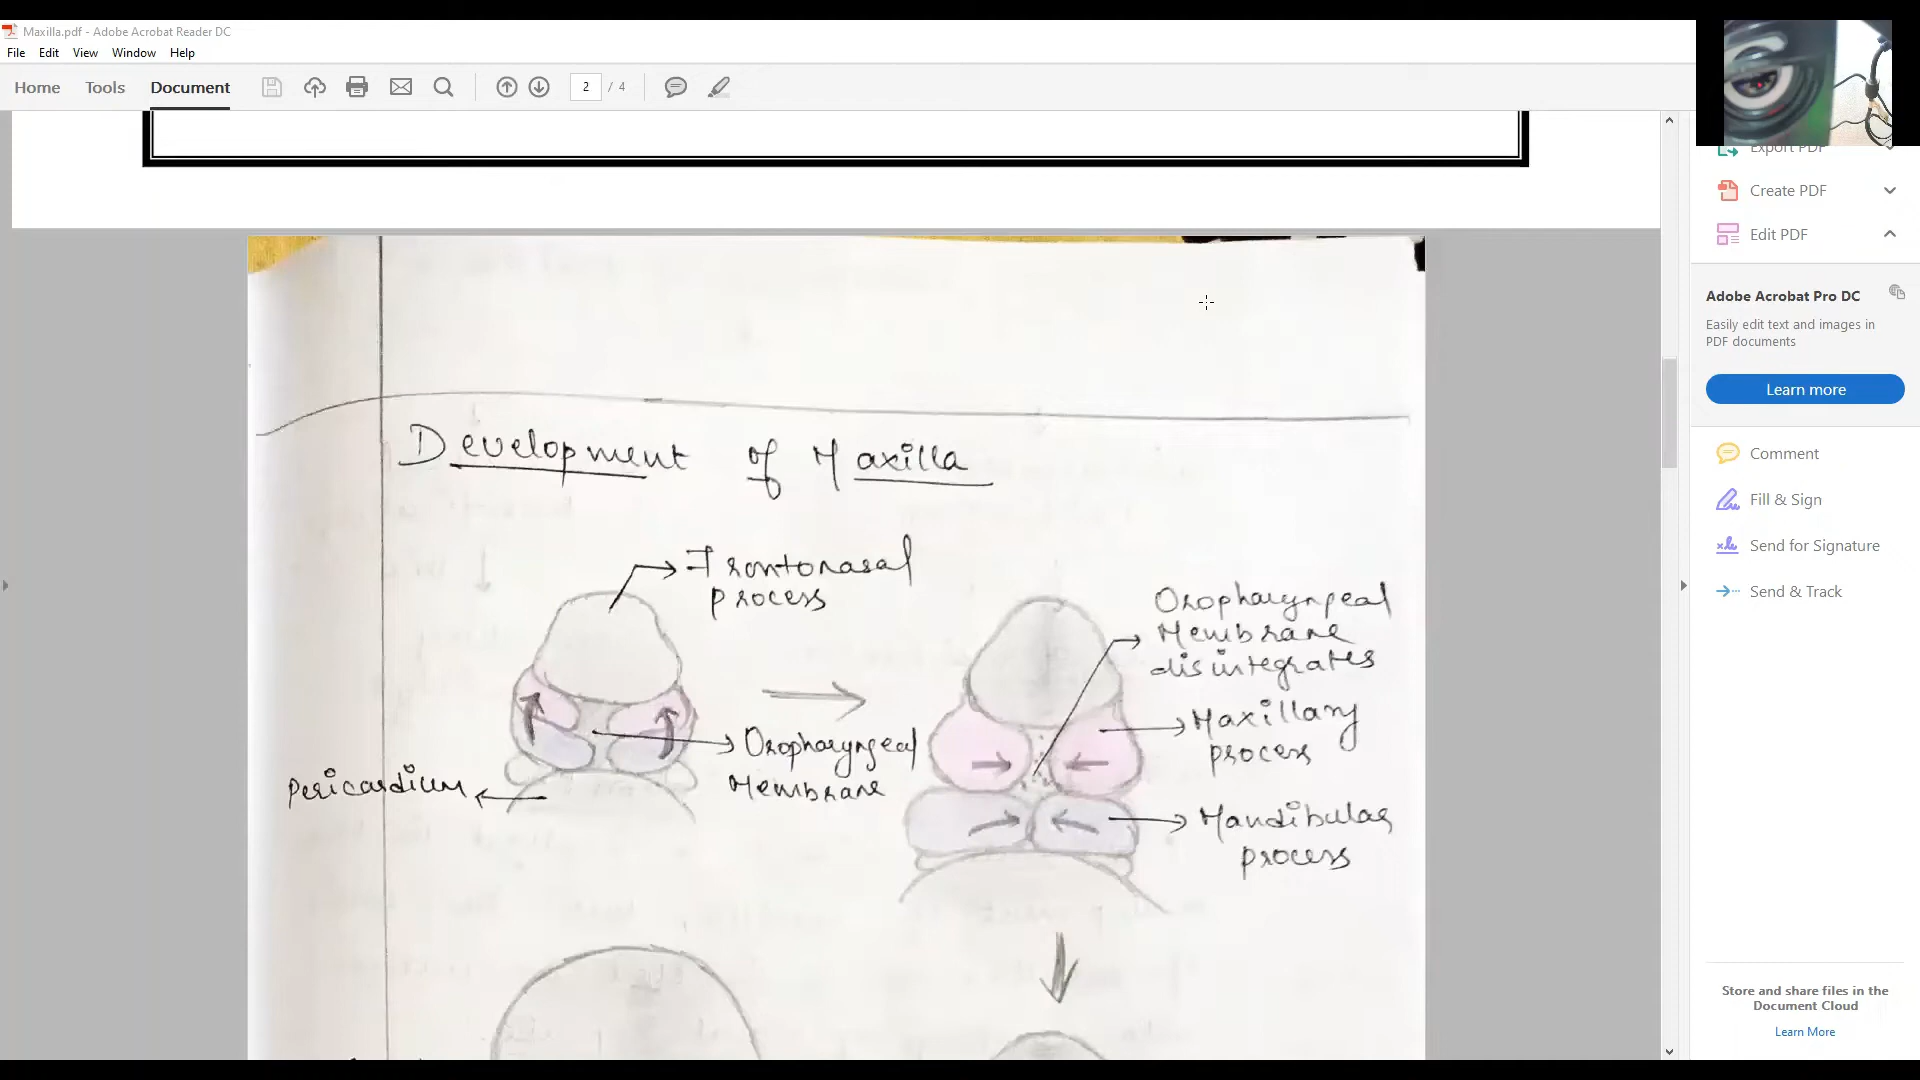 Maxilla.pdf - Adobe Acrobat Reader DC
File Edit View Window Help
Home Tools Document 2 / 4
Export PDF
Create PDF
Edit PDF
Adobe Acrobat Pro DC
Easily edit text and images in
PDF documents
Learn more
Comment
Fill & Sign
Send for Signature
Send & Track
Store and share files in the
Document Cloud
Learn More
Development of Maxilla
Frontonasal
process
Oropharyngeal
Membrane
Pericardium
Oropharyngeal
Membrane
disintegrates
Maxillary
process
Mandibular
process